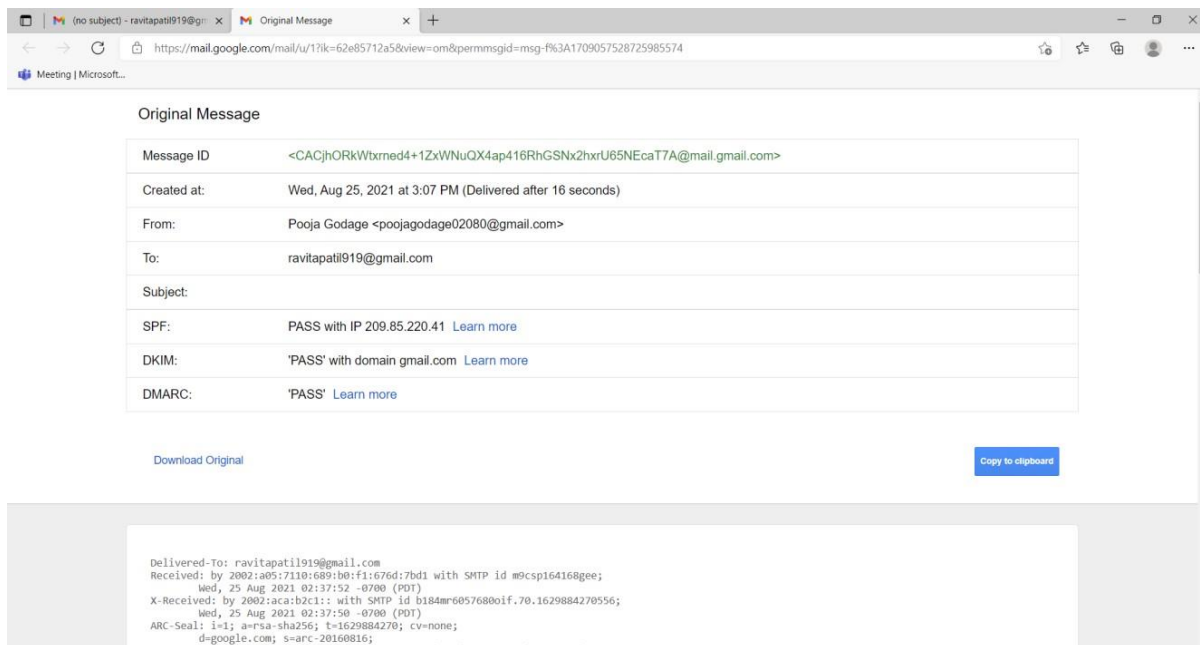 (no subject) - ravitapatil919@gm
Original Message
https://mail.google.com/mail/u/1?ik=62e85712a5&view=om&permmsgid=msg-f%3A1709057528725985574
Meeting | Microsoft...
Original Message
Message ID <CACjhORkWtxrned4+1ZxWNuQX4ap416RhGSNx2hxrU65NEcaT7A@mail.gmail.com>
Created at: Wed, Aug 25, 2021 at 3:07 PM (Delivered after 16 seconds)
From: Pooja Godage <poojagodage02080@gmail.com>
To: ravitapatil919@gmail.com
Subject:
SPF: PASS with IP 209.85.220.41 Learn more
DKIM: 'PASS' with domain gmail.com Learn more
DMARC: 'PASS' Learn more
Download Original
Copy to clipboard
Delivered-To: ravitapatil919@gmail.com
Received: by 2002:a05:7110:689:b0:f1:676d:7bd1 with SMTP id m9csp164168gee;
Wed, 25 Aug 2021 02:37:52 -0700 (PDT)
X-Received: by 2002:aca:b2c1:: with SMTP id b184mr6057680oif.70.1629884270556;
Wed, 25 Aug 2021 02:37:50 -0700 (PDT)
ARC-Seal: i=1; a=rsa-sha256; t=1629884270; cv=none;
d=google.com; s=arc-20160816;